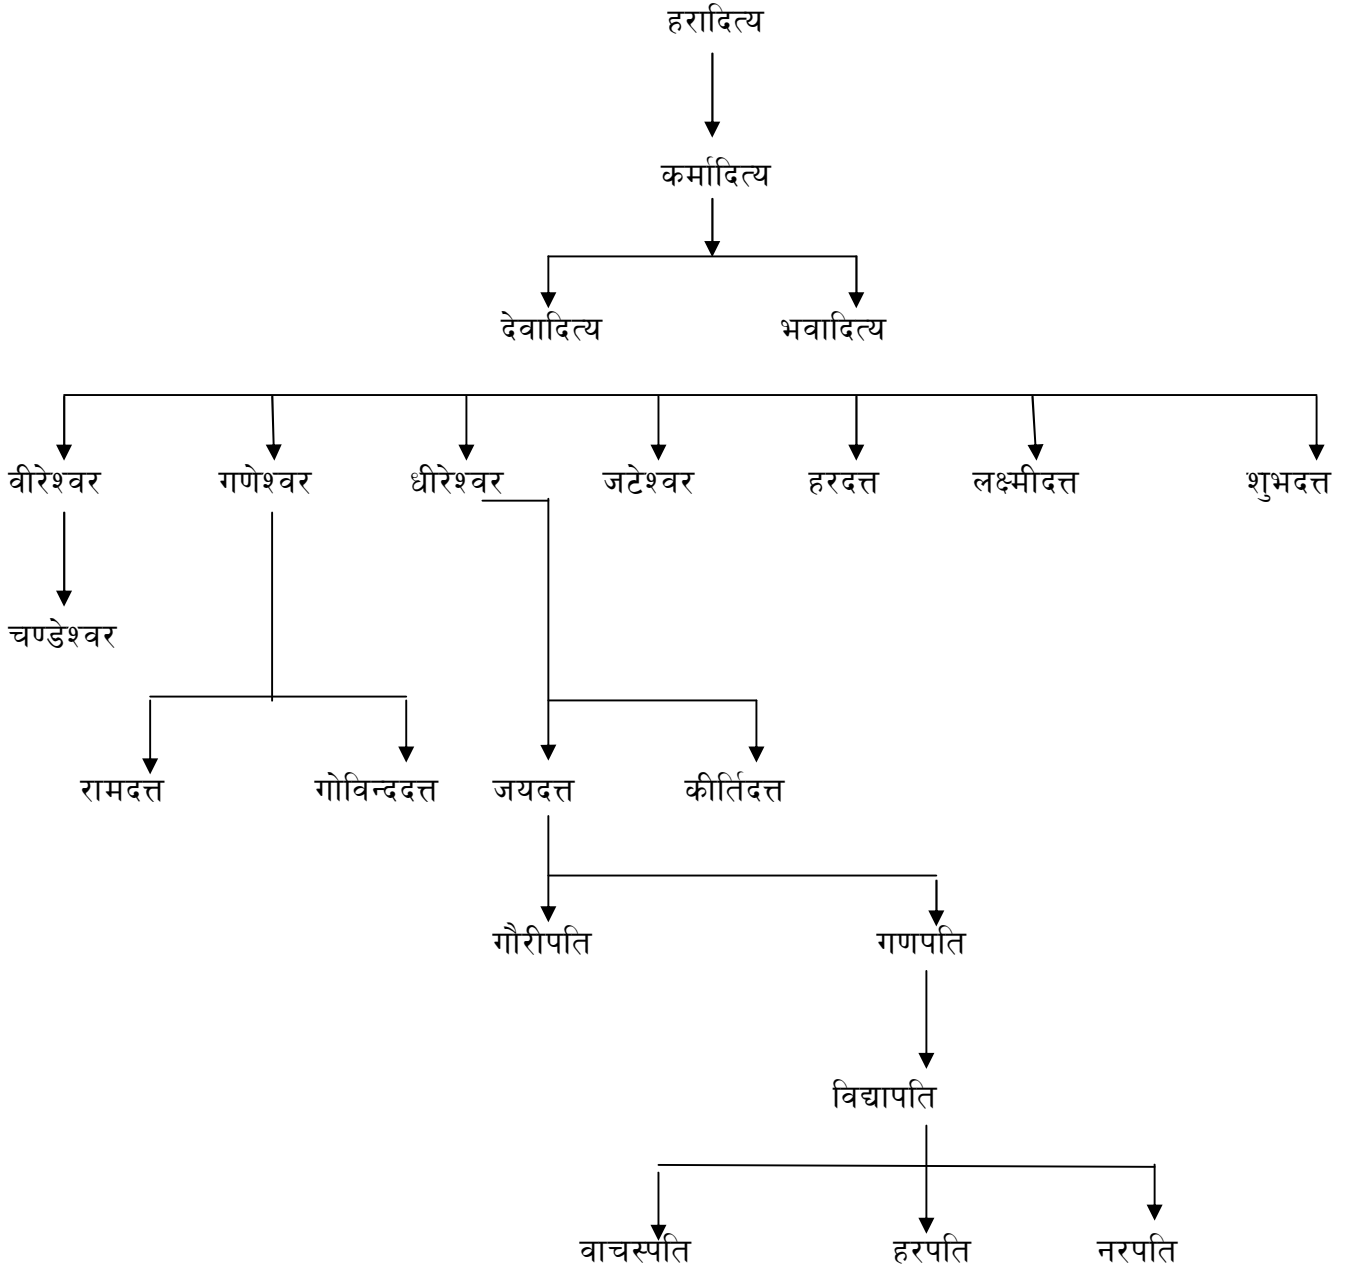 हरादित्य
कर्मादित्य
देवादित्य भवादित्य
वीरेश्वर गणेश्वर धीरेश्वर जटेश्वर हरदत्त लक्ष्मीदत्त शुभदत्त
चण्डेश्वर
रामदत्त गोविन्ददत्त जयदत्त कीर्तिदत्त
गौरीपति गणपति
विद्यापति
वाचस्पति हरपति नरपति